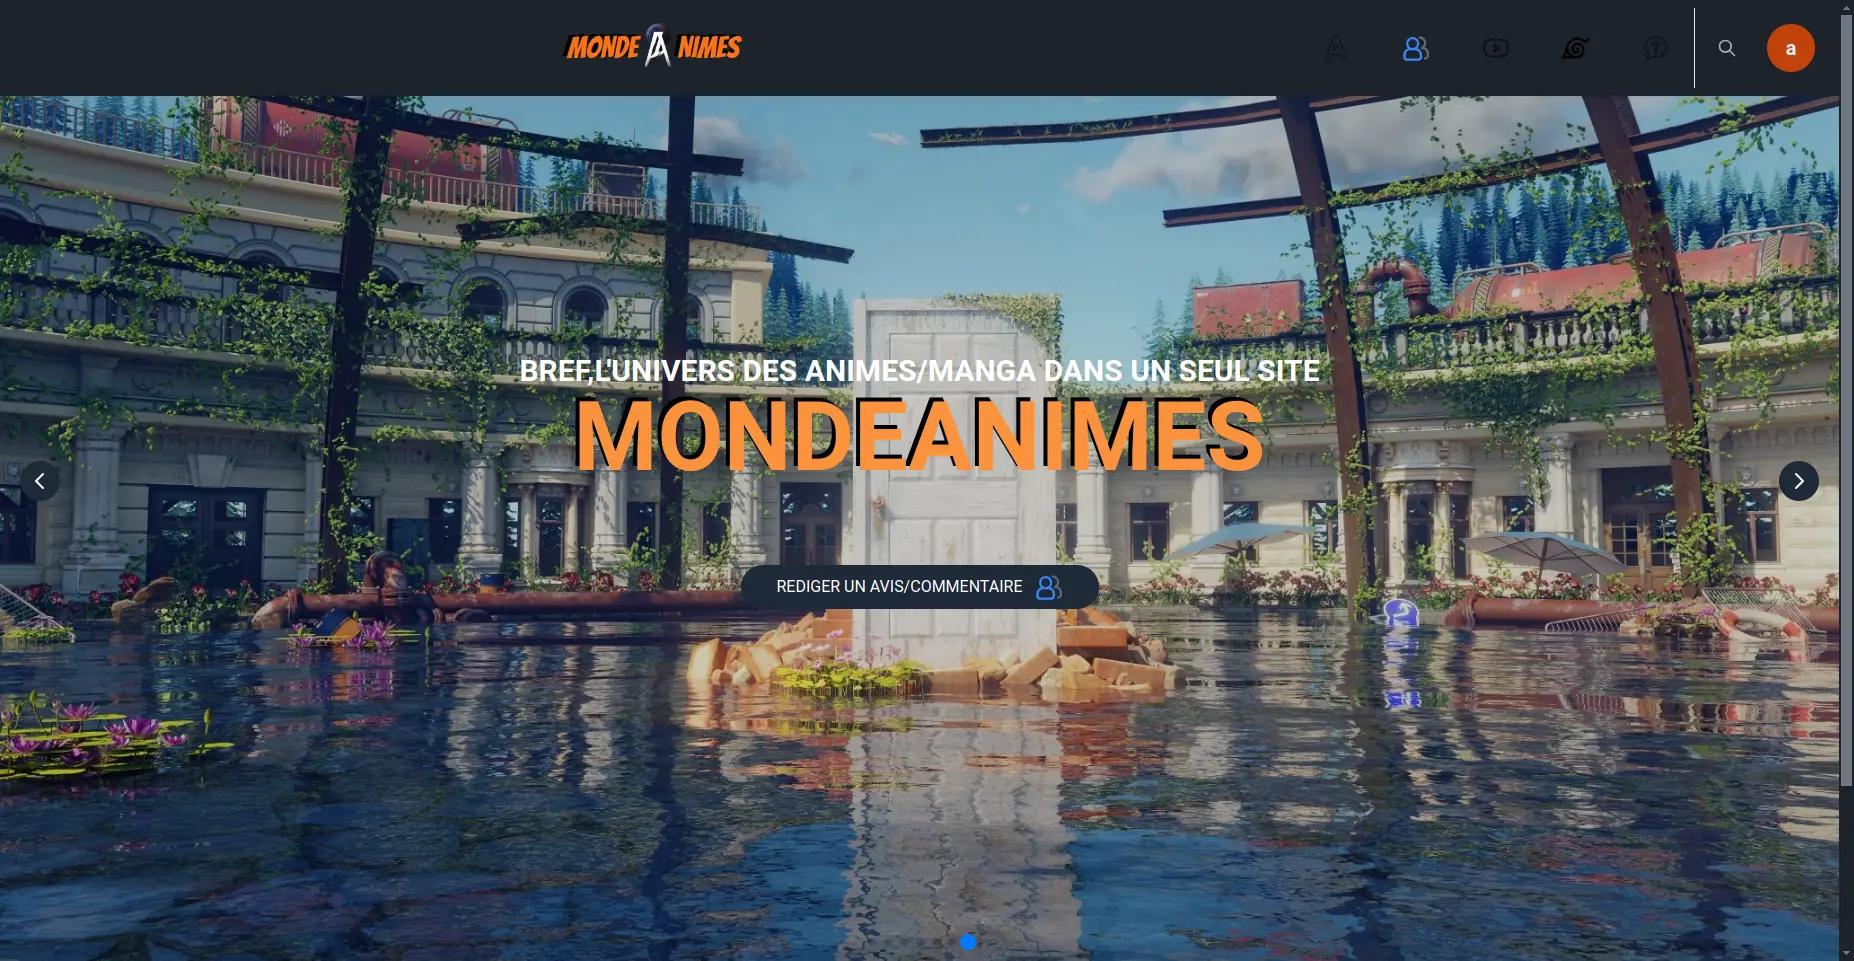 MONDE A NIMES
a
BREF,L'UNIVERS DES ANIMES/MANGA DANS UN SEUL SITE
MONDEANIMES
REDIGER UN AVIS/COMMENTAIRE